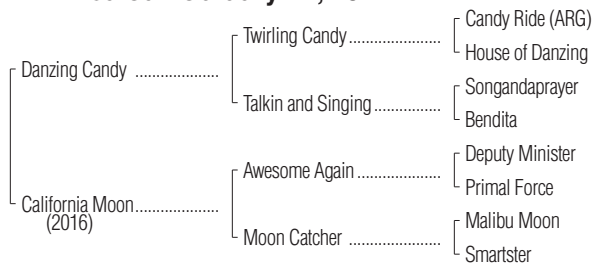 Candy Ride (ARG)
Twirling Candy
House of Danzing
Danzing Candy
Songandaprayer
Talkin and Singing
Bendita
Deputy Minister
Awesome Again
Primal Force
California Moon
(2016)
Malibu Moon
Moon Catcher
Smartster